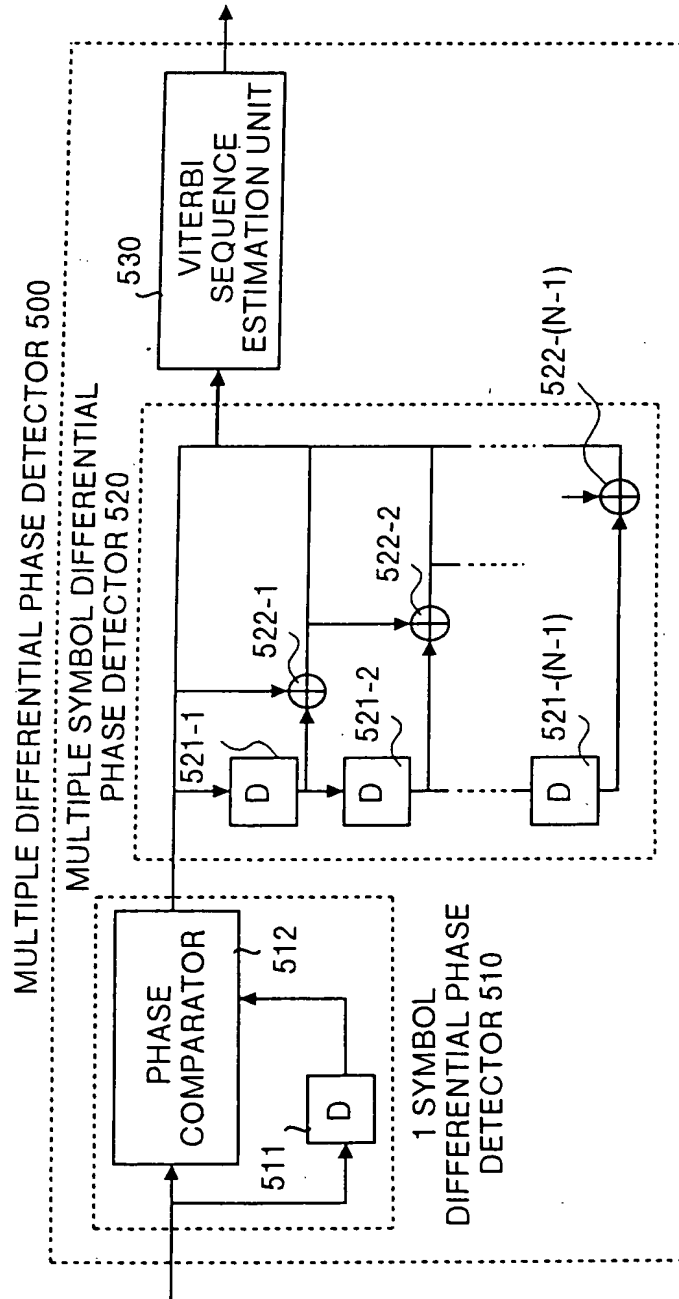 MULTIPLE DIFFERENTIAL PHASE DETECTOR 500
MULTIPLE SYMBOL DIFFERENTIAL
PHASE DETECTOR 520
530
VITERBI
SEQUENCE
ESTIMATION UNIT
PHASE
COMPARATOR
512
511
D
1 SYMBOL
DIFFERENTIAL PHASE
DETECTOR 510
521-1
D
522-1
521-2
D
522-2
521-(N-1)
D
522-(N-1)